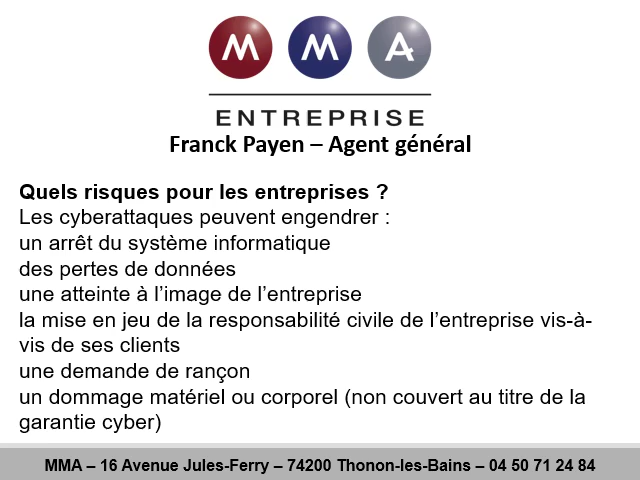 MMA
ENTREPRISE
Franck Payen – Agent général
Quels risques pour les entreprises ?
Les cyberattaques peuvent engendrer :
un arrêt du système informatique
des pertes de données
une atteinte à l’image de l’entreprise
la mise en jeu de la responsabilité civile de l’entreprise vis-à-
vis de ses clients
une demande de rançon
un dommage matériel ou corporel (non couvert au titre de la
garantie cyber)
MMA – 16 Avenue Jules-Ferry – 74200 Thonon-les-Bains – 04 50 71 24 84